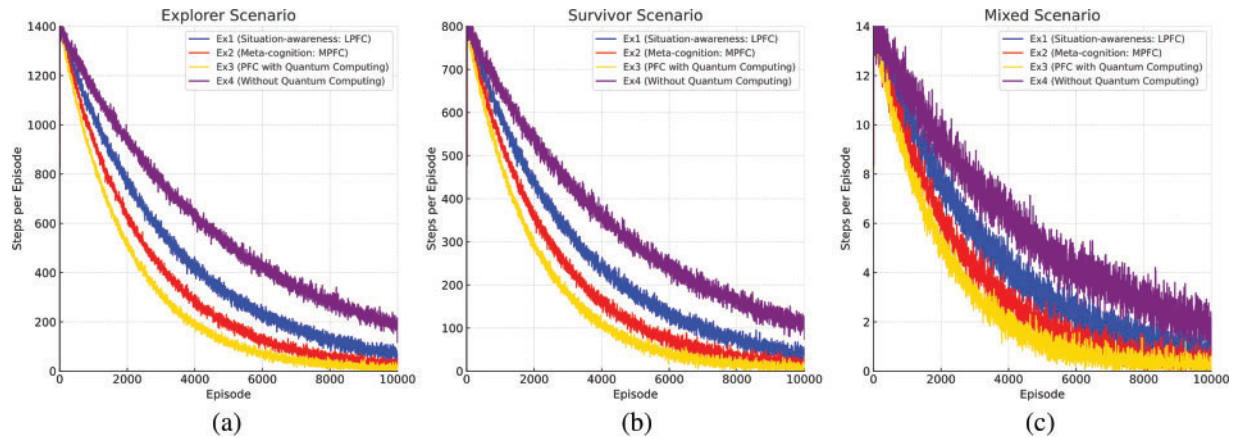 Explorer Scenario
1400
1200
1000
800
600
400
200
0
Steps per Episode
Ex1 (Situation-awareness: LPFC)
Ex2 (Meta-cognition: MPFC)
Ex3 (PFC with Quantum Computing)
Ex4 (Without Quantum Computing)
0 2000 4000 6000 8000 10000
Episode
(a)
Survivor Scenario
800
700
600
500
400
300
200
100
0
Steps per Episode
Ex1 (Situation-awareness: LPFC)
Ex2 (Meta-cognition: MPFC)
Ex3 (PFC with Quantum Computing)
Ex4 (Without Quantum Computing)
0 2000 4000 6000 8000 10000
Episode
(b)
Mixed Scenario
14
12
10
8
6
4
2
0
Steps per Episode
Ex1 (Situation-awareness: LPFC)
Ex2 (Meta-cognition: MPFC)
Ex3 (PFC with Quantum Computing)
Ex4 (Without Quantum Computing)
0 2000 4000 6000 8000 10000
Episode
(c)